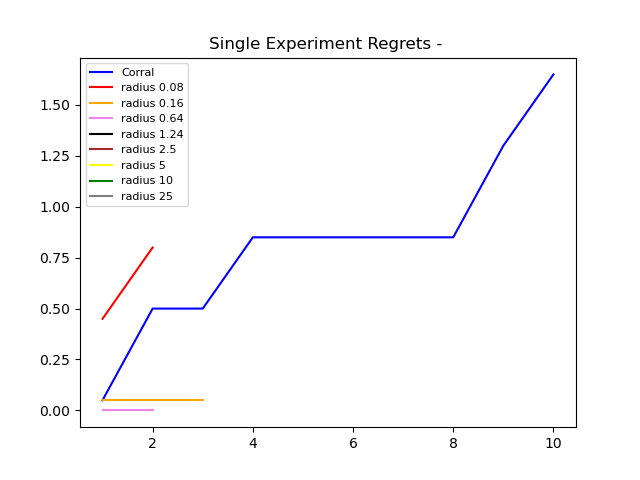 Single Experiment Regrets -
Corral
radius 0.08
radius 0.16
radius 0.64
radius 1.24
radius 2.5
radius 5
radius 10
radius 25
1.50
1.25
1.00
0.75
0.50
0.25
0.00
2 4 6 8 10